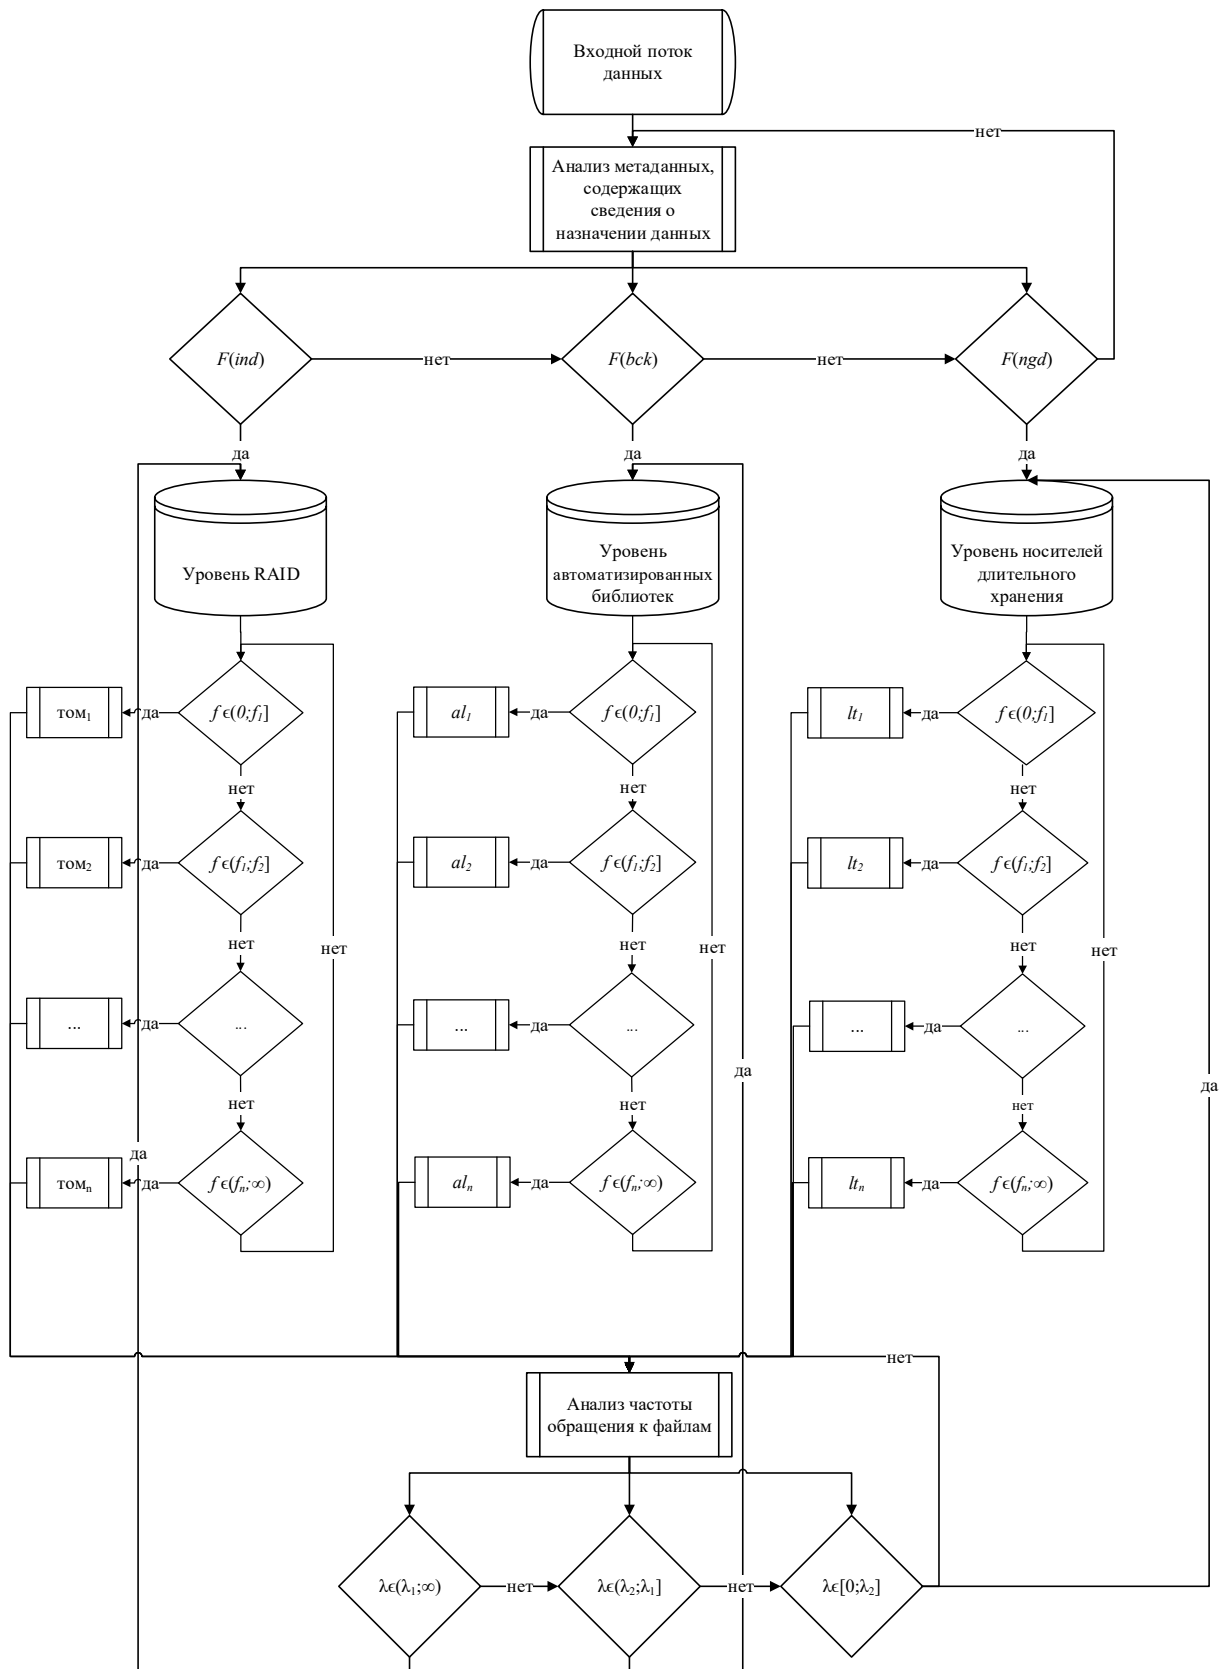 Входной поток
данных
нет
Анализ метаданных,
содержащих
сведения о
назначении данных
F(ind)
нет
F(bck)
нет
F(ngd)
да
да
да
Уровень RAID
Уровень
автоматизированных
библиотек
Уровень носителей
длительного
хранения
том₁
да
f ϵ(0;f₁]
al₁
да
f ϵ(0;f₁]
lt₁
да
f ϵ(0;f₁]
нет
нет
нет
том₂
да
f ϵ(f₁;f₂]
al₂
да
f ϵ(f₁;f₂]
lt₂
да
f ϵ(f₁;f₂]
нет
нет
нет
нет
нет
нет
...
да
...
...
да
...
...
да
...
да
да
нет
нет
нет
да
томₙ
да
f ϵ(fₙ;∞)
alₙ
да
f ϵ(fₙ;∞)
ltₙ
да
f ϵ(fₙ;∞)
нет
Анализ частоты
обращения к файлам
λϵ(λ₁;∞)
нет
λϵ(λ₂;λ₁]
нет
λϵ[0;λ₂]